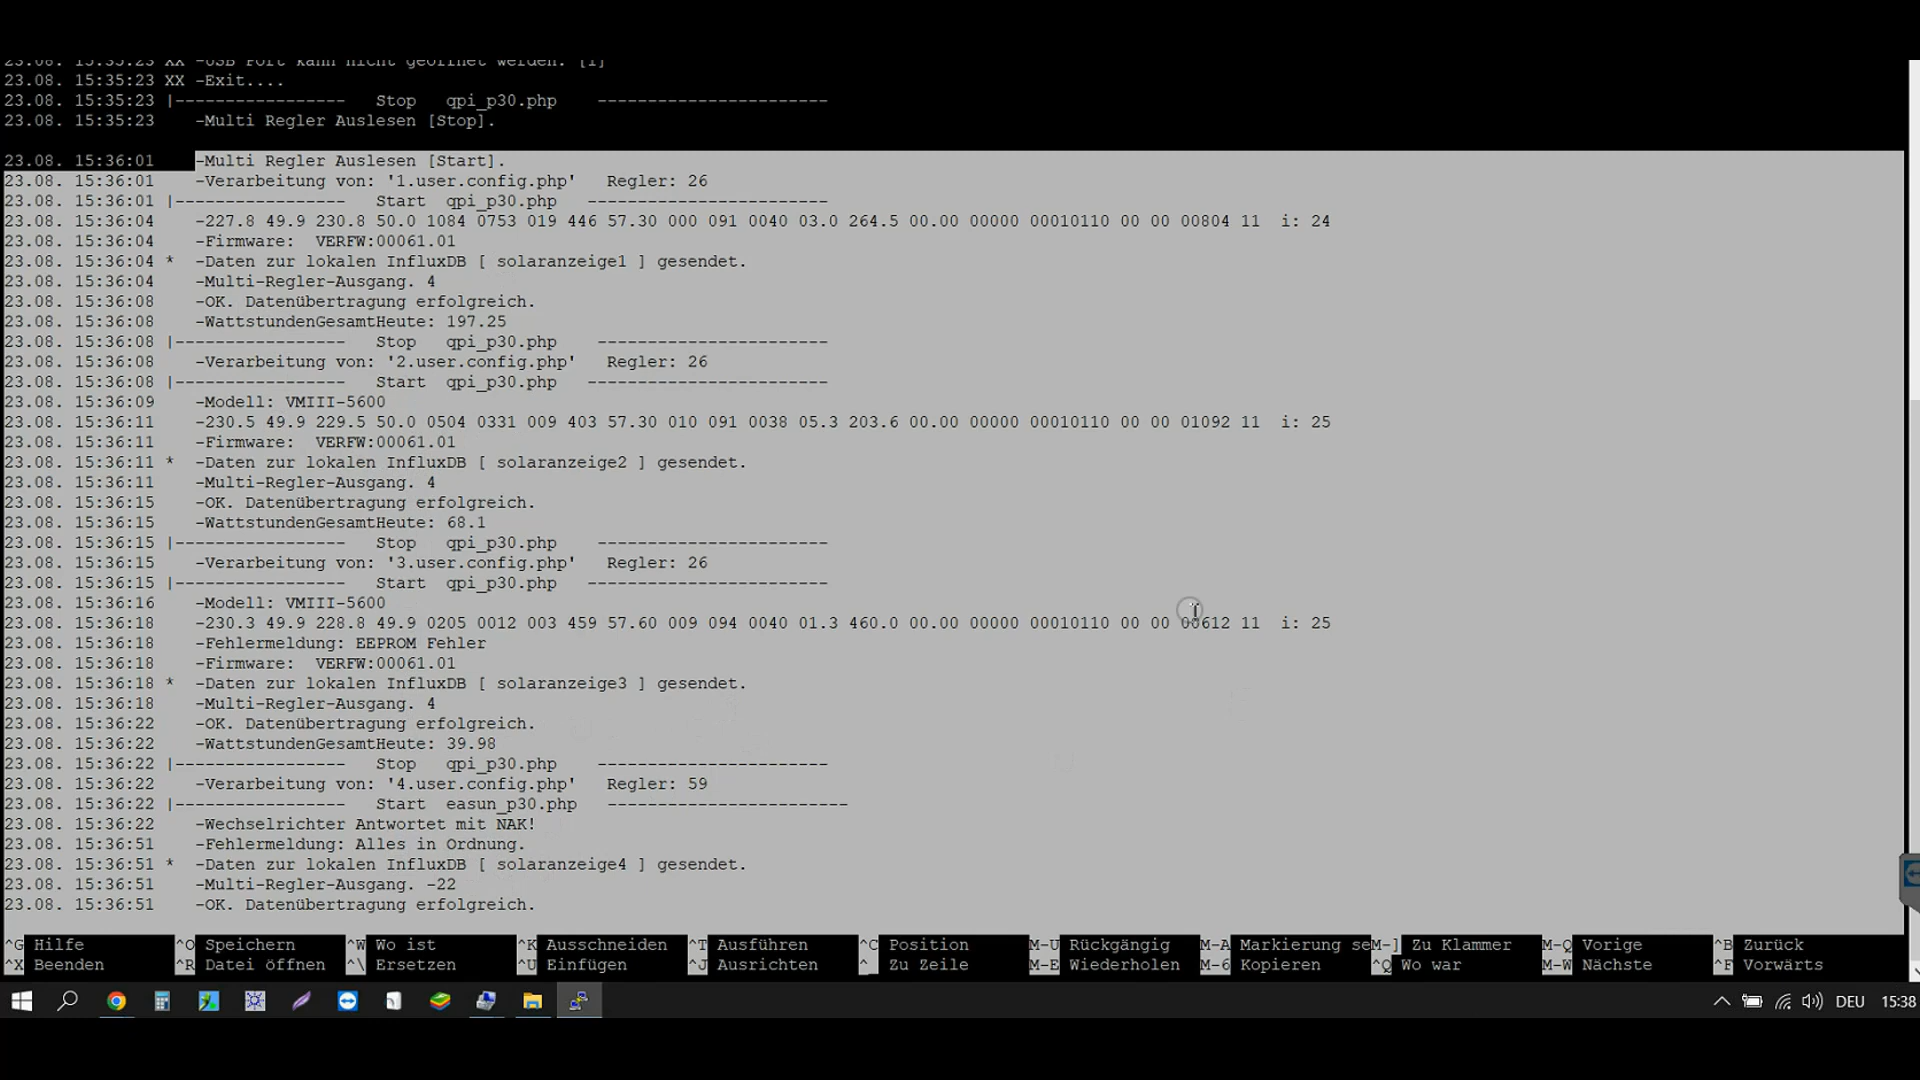 23.08. 15:35:23 XX -USB Port kann nicht geöffnet werden. [1]
23.08. 15:35:23 XX -Exit....
23.08. 15:35:23 |----------------- Stop qpi_p30.php -----------------------
23.08. 15:35:23 -Multi Regler Auslesen [Stop].
23.08. 15:36:01 -Multi Regler Auslesen [Start].
23.08. 15:36:01 -Verarbeitung von: '1.user.config.php' Regler: 26
23.08. 15:36:01 |----------------- Start qpi_p30.php ------------------------
23.08. 15:36:04 -227.8 49.9 230.8 50.0 1084 0753 019 446 57.30 000 091 0040 03.0 264.5 00.00 00000 00010110 00 00 00804 11 i: 24
23.08. 15:36:04 -Firmware: VERFW:00061.01
23.08. 15:36:04 * -Daten zur lokalen InfluxDB [ solaranzeige1 ] gesendet.
23.08. 15:36:04 -Multi-Regler-Ausgang. 4
23.08. 15:36:08 -OK. Datenübertragung erfolgreich.
23.08. 15:36:08 -WattstundenGesamtHeute: 197.25
23.08. 15:36:08 |----------------- Stop qpi_p30.php -----------------------
23.08. 15:36:08 -Verarbeitung von: '2.user.config.php' Regler: 26
23.08. 15:36:08 |----------------- Start qpi_p30.php ------------------------
23.08. 15:36:09 -Modell: VMIII-5600
23.08. 15:36:11 -230.5 49.9 229.5 50.0 0504 0331 009 403 57.30 010 091 0038 05.3 203.6 00.00 00000 00010110 00 00 01092 11 i: 25
23.08. 15:36:11 -Firmware: VERFW:00061.01
23.08. 15:36:11 * -Daten zur lokalen InfluxDB [ solaranzeige2 ] gesendet.
23.08. 15:36:11 -Multi-Regler-Ausgang. 4
23.08. 15:36:15 -OK. Datenübertragung erfolgreich.
23.08. 15:36:15 -WattstundenGesamtHeute: 68.1
23.08. 15:36:15 |----------------- Stop qpi_p30.php -----------------------
23.08. 15:36:15 -Verarbeitung von: '3.user.config.php' Regler: 26
23.08. 15:36:15 |----------------- Start qpi_p30.php ------------------------
23.08. 15:36:16 -Modell: VMIII-5600
23.08. 15:36:18 -230.3 49.9 228.8 49.9 0205 0012 003 459 57.60 009 094 0040 01.3 460.0 00.00 00000 00010110 00 00 00612 11 i: 25
23.08. 15:36:18 -Fehlermeldung: EEPROM Fehler
23.08. 15:36:18 -Firmware: VERFW:00061.01
23.08. 15:36:18 * -Daten zur lokalen InfluxDB [ solaranzeige3 ] gesendet.
23.08. 15:36:18 -Multi-Regler-Ausgang. 4
23.08. 15:36:22 -OK. Datenübertragung erfolgreich.
23.08. 15:36:22 -WattstundenGesamtHeute: 39.98
23.08. 15:36:22 |----------------- Stop qpi_p30.php -----------------------
23.08. 15:36:22 -Verarbeitung von: '4.user.config.php' Regler: 59
23.08. 15:36:22 |----------------- Start easun_p30.php ------------------------
23.08. 15:36:22 -Wechselrichter Antwortet mit NAK!
23.08. 15:36:51 -Fehlermeldung: Alles in Ordnung.
23.08. 15:36:51 * -Daten zur lokalen InfluxDB [ solaranzeige4 ] gesendet.
23.08. 15:36:51 -Multi-Regler-Ausgang. -22
23.08. 15:36:51 -OK. Datenübertragung erfolgreich.
^G Hilfe ^O Speichern ^W Wo ist ^K Ausschneiden ^T Ausführen ^C Position M-U Rückgängig M-A Markierung se M-] Zu Klammer M-Q Vorige ^B Zurück
^X Beenden ^R Datei öffnen ^\ Ersetzen ^U Einfügen ^J Ausrichten ^_ Zu Zeile M-E Wiederholen M-6 Kopieren ^Q Wo war M-W Nächste ^F Vorwärts
DEU 15:38